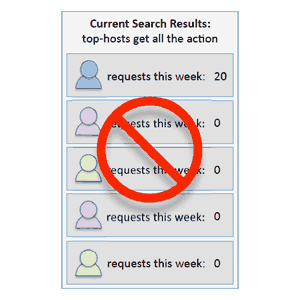 Current Search Results:
top-hosts get all the action
requests this week: 20
requests this week: 0
requests this week: 0
requests this week: 0
requests this week: 0